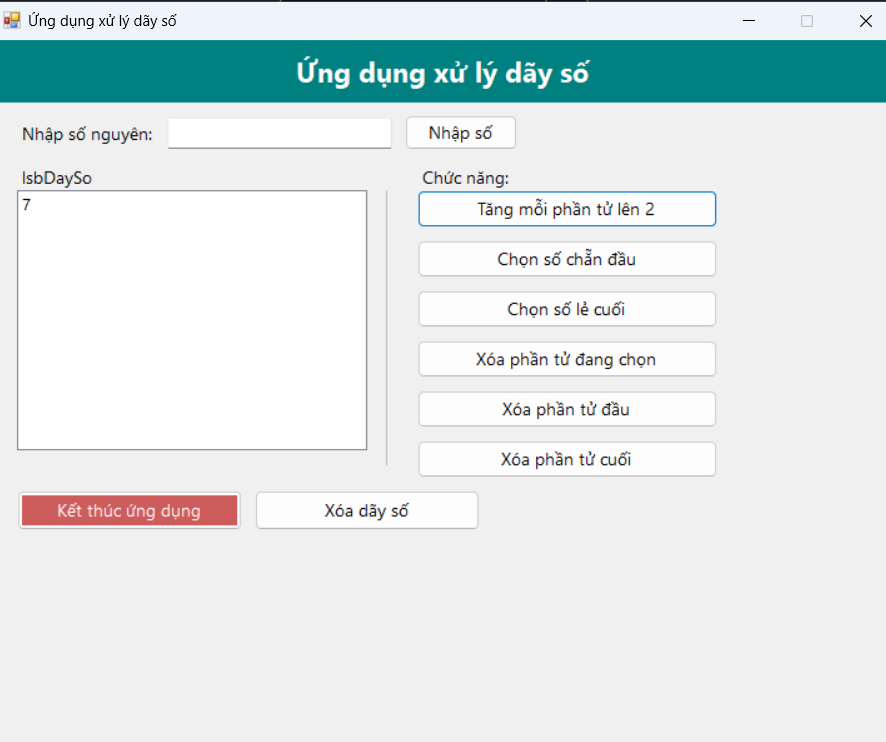 Ứng dụng xử lý dãy số
Ứng dụng xử lý dãy số
Nhập số nguyên:
Nhập số
lsbDaySo
7
Chức năng:
Tăng mỗi phần tử lên 2
Chọn số chẵn đầu
Chọn số lẻ cuối
Xóa phần tử đang chọn
Xóa phần tử đầu
Xóa phần tử cuối
Kết thúc ứng dụng
Xóa dãy số